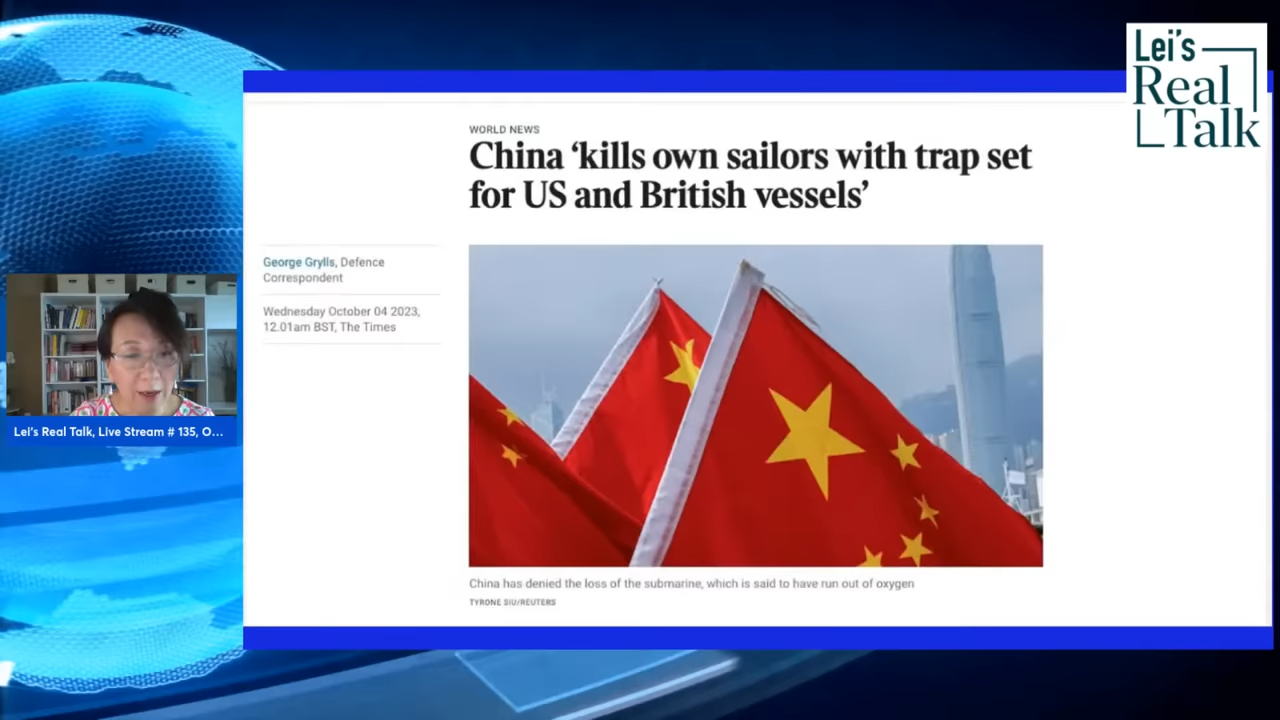 Lei's
Real
Talk
WORLD NEWS
China ‘kills own sailors with trap set
for US and British vessels’
George Grylls, Defence
Correspondent
Wednesday October 04 2023,
12.01am BST, The Times
Lei's Real Talk, Live Stream # 135, O...
China has denied the loss of the submarine, which is said to have run out of oxygen
TYRONE SIU/REUTERS